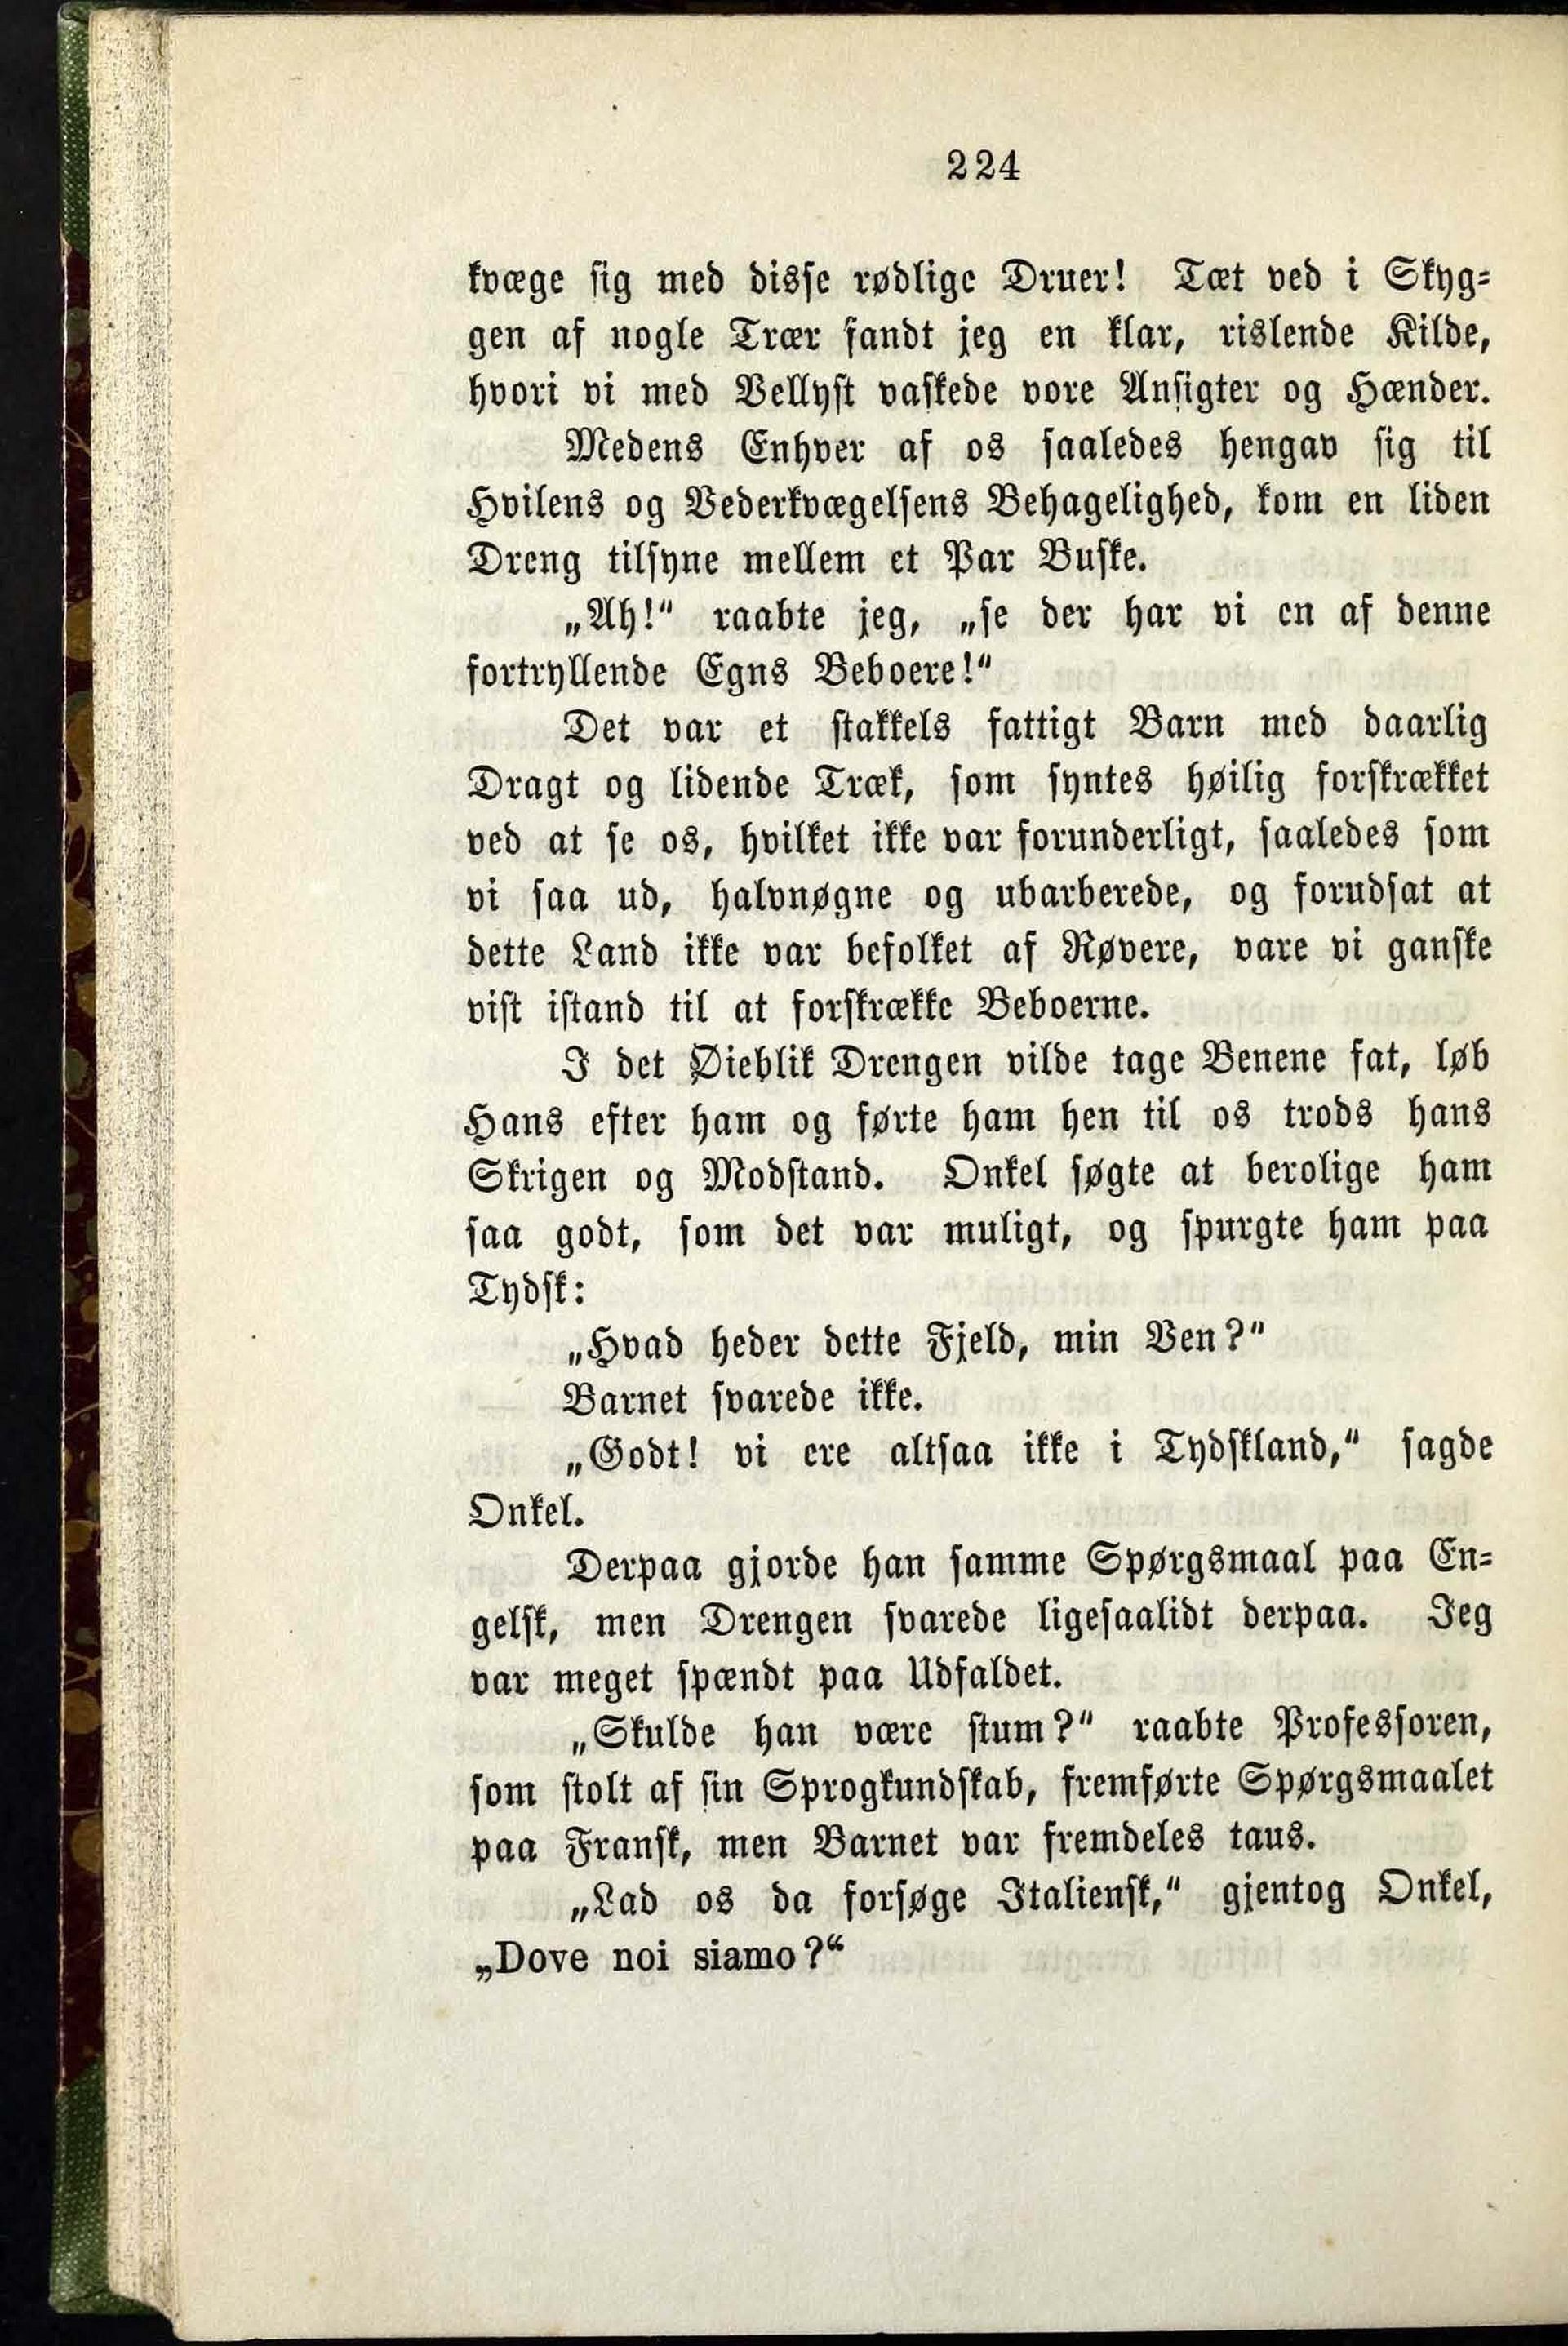 224
kvæge sig med disse rødlige Druer! Tæt ved i Skyg-
gen af nogle Trær fandt jeg en klar, rislende Kilde,
hvori vi med Vellyst vaskede vore Ansigter og Hænder.
Medens Enhver af os saaledes hengav sig til
Hvilens og Vederkvægelsens Behagelighed, kom en liden
Dreng tilsyne mellem et Par Buske.
„Ah!“ raabte jeg, „se der har vi en af denne
fortryllende Egns Beboere!“
Det var et stakkels fattigt Barn med daarlig
Dragt og lidende Træk, som syntes høilig forskrækket
ved at se os, hvilket ikke var forunderligt, saaledes som
vi saa ud, halvnøgne og ubarberede, og forudsat at
dette Land ikke var befolket af Røvere, vare vi ganske
vist istand til at forskrække Beboerne.
I det Øieblik Drengen vilde tage Benene fat, løb
Hans efter ham og førte ham hen til os trods hans
Skrigen og Modstand. Onkel søgte at berolige ham
saa godt, som det var muligt, og spurgte ham paa
Tydsk:
„Hvad heder dette Fjeld, min Ven?“
Barnet svarede ikke.
„Godt! vi ere altsaa ikke i Tydskland,“ sagde
Onkel.
Derpaa gjorde han samme Spørgsmaal paa En-
gelsk, men Drengen svarede ligesaalidt derpaa. Jeg
var meget spændt paa Udfaldet.
„Skulde han være stum?“ raabte Professoren,
som stolt af sin Sprogkundskab, fremførte Spørgsmaalet
paa Fransk, men Barnet var fremdeles taus.
„Lad os da forsøge Italiensk,“ gjentog Onkel,
„Dove noi siamo?“